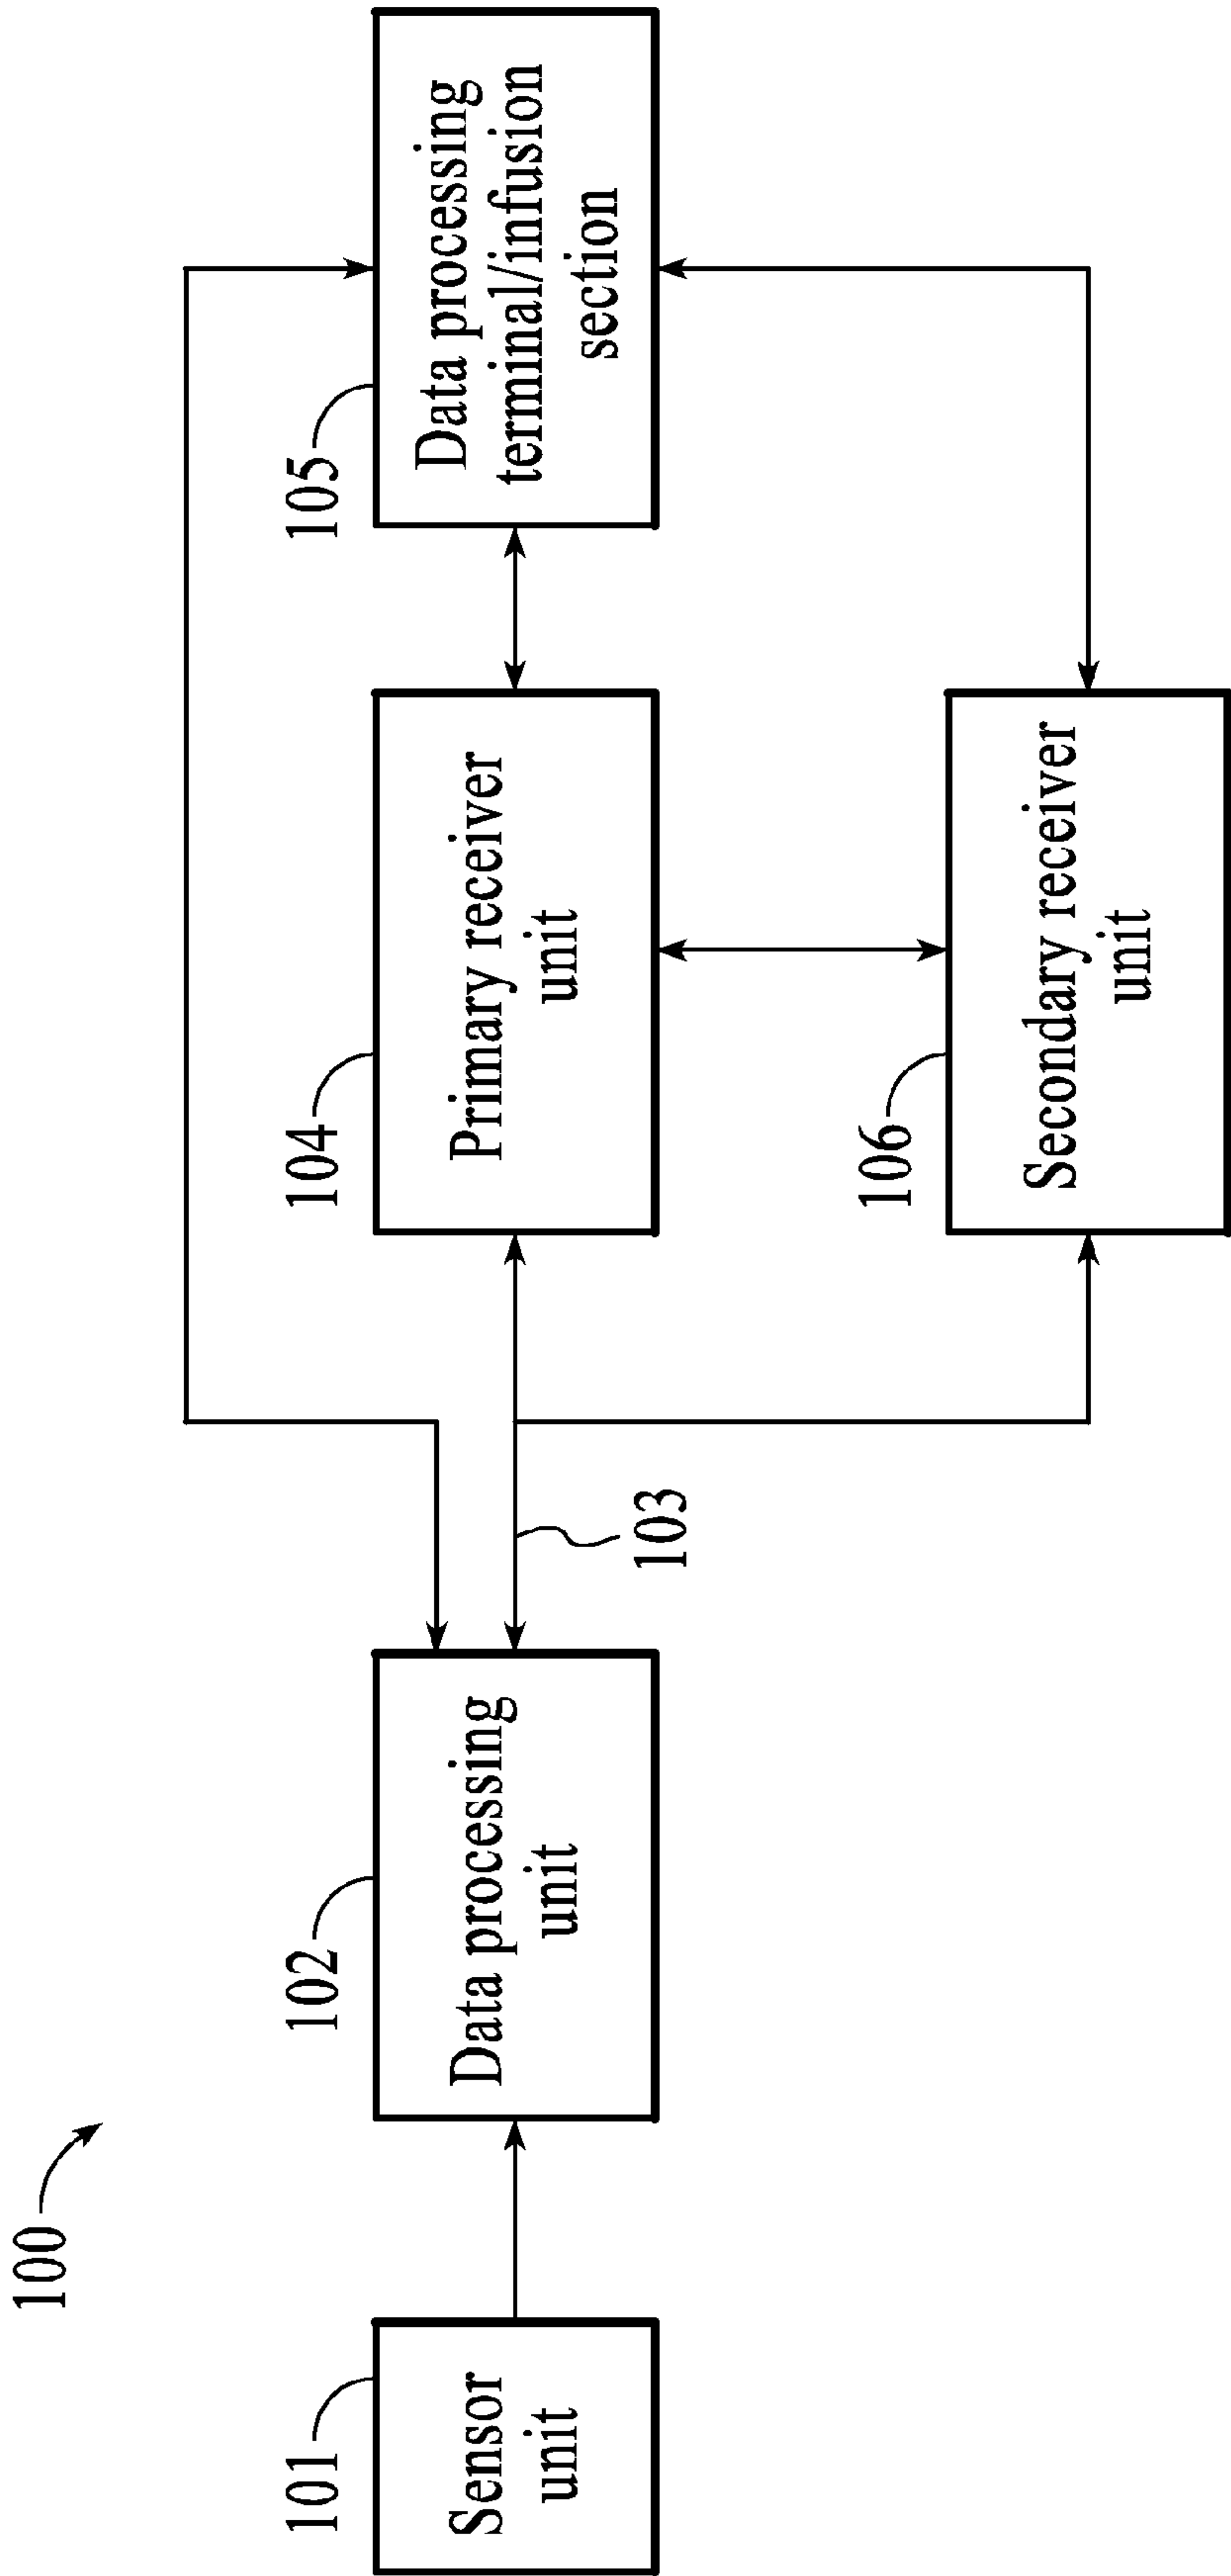 100
101
Sensor
unit
102
Data processing
unit
103
104
Primary receiver
unit
105
Data processing
terminal/infusion
section
106
Secondary receiver
unit